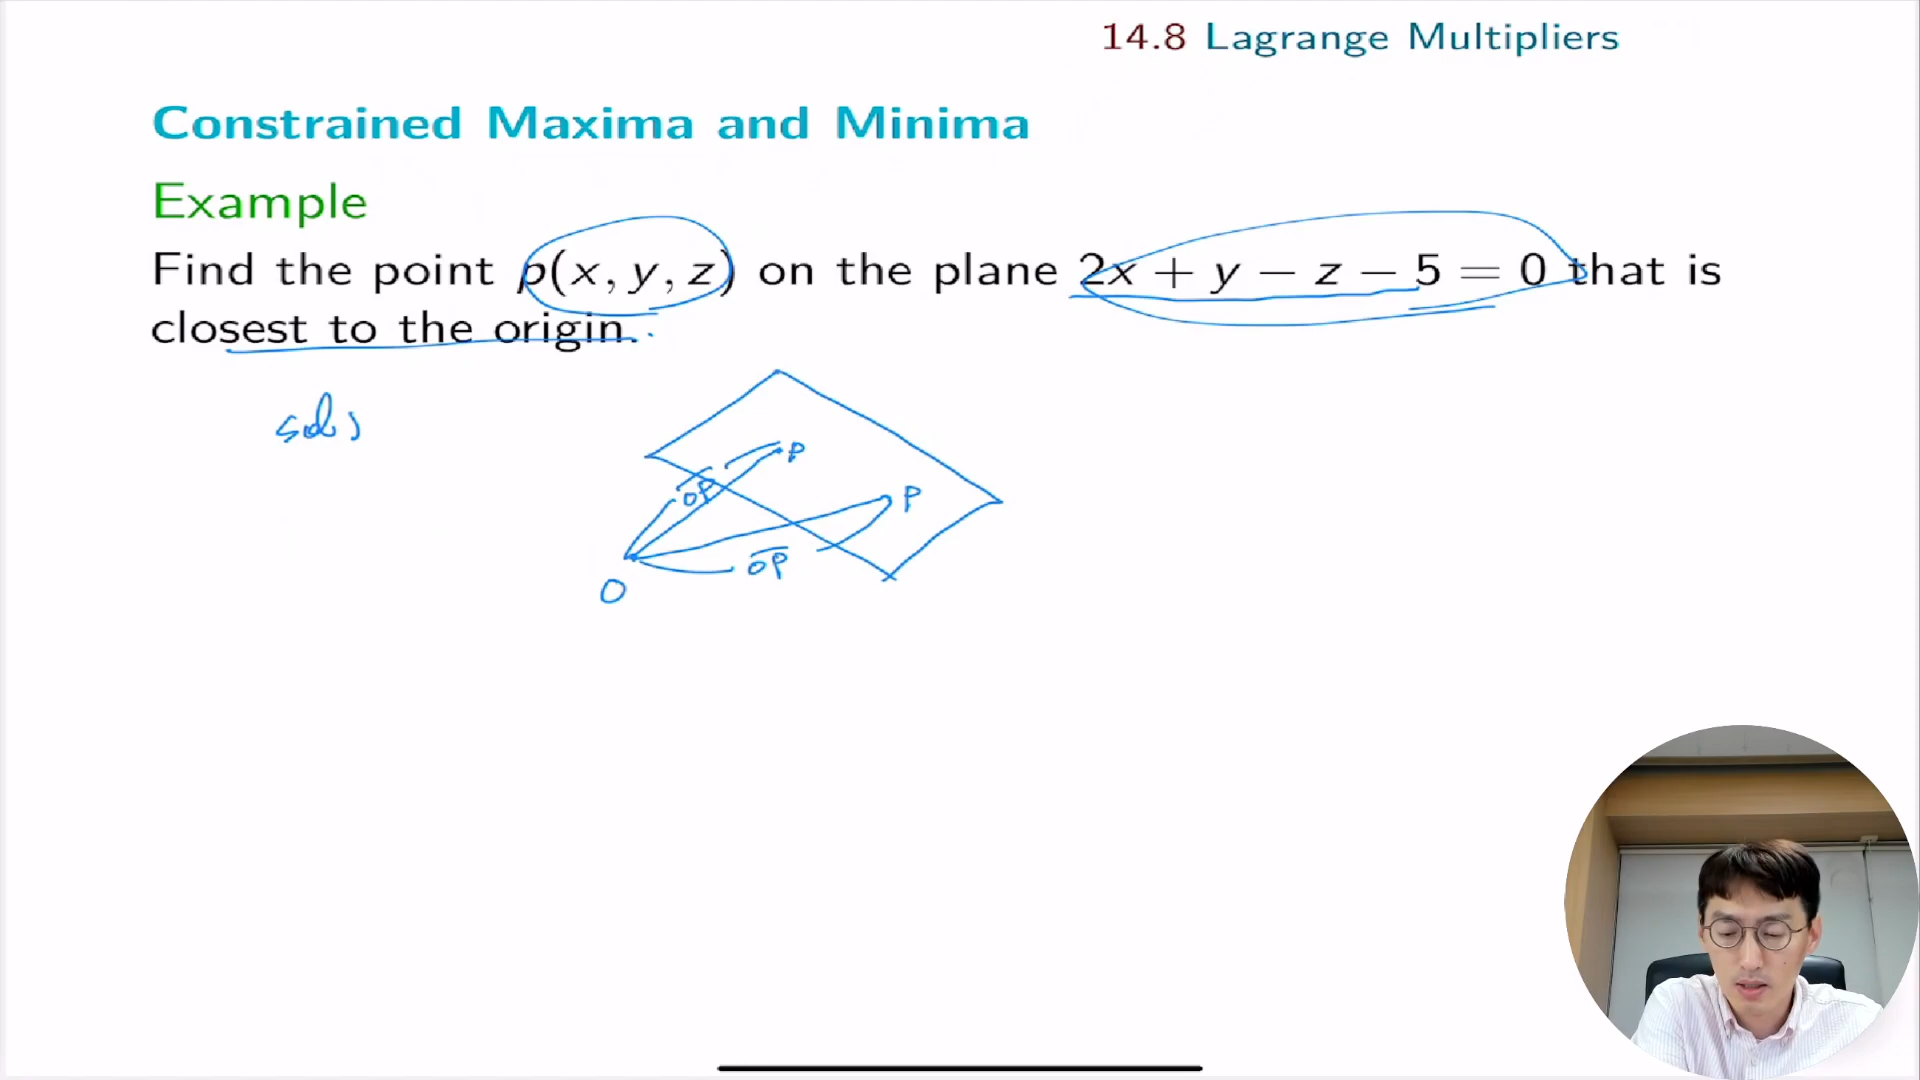 14.8 Lagrange Multipliers
Constrained Maxima and Minima
Example
Find the point p(x, y, z) on the plane 2x + y − z − 5 = 0 that is
closest to the origin.
sol)
P
OP
P
OP
O